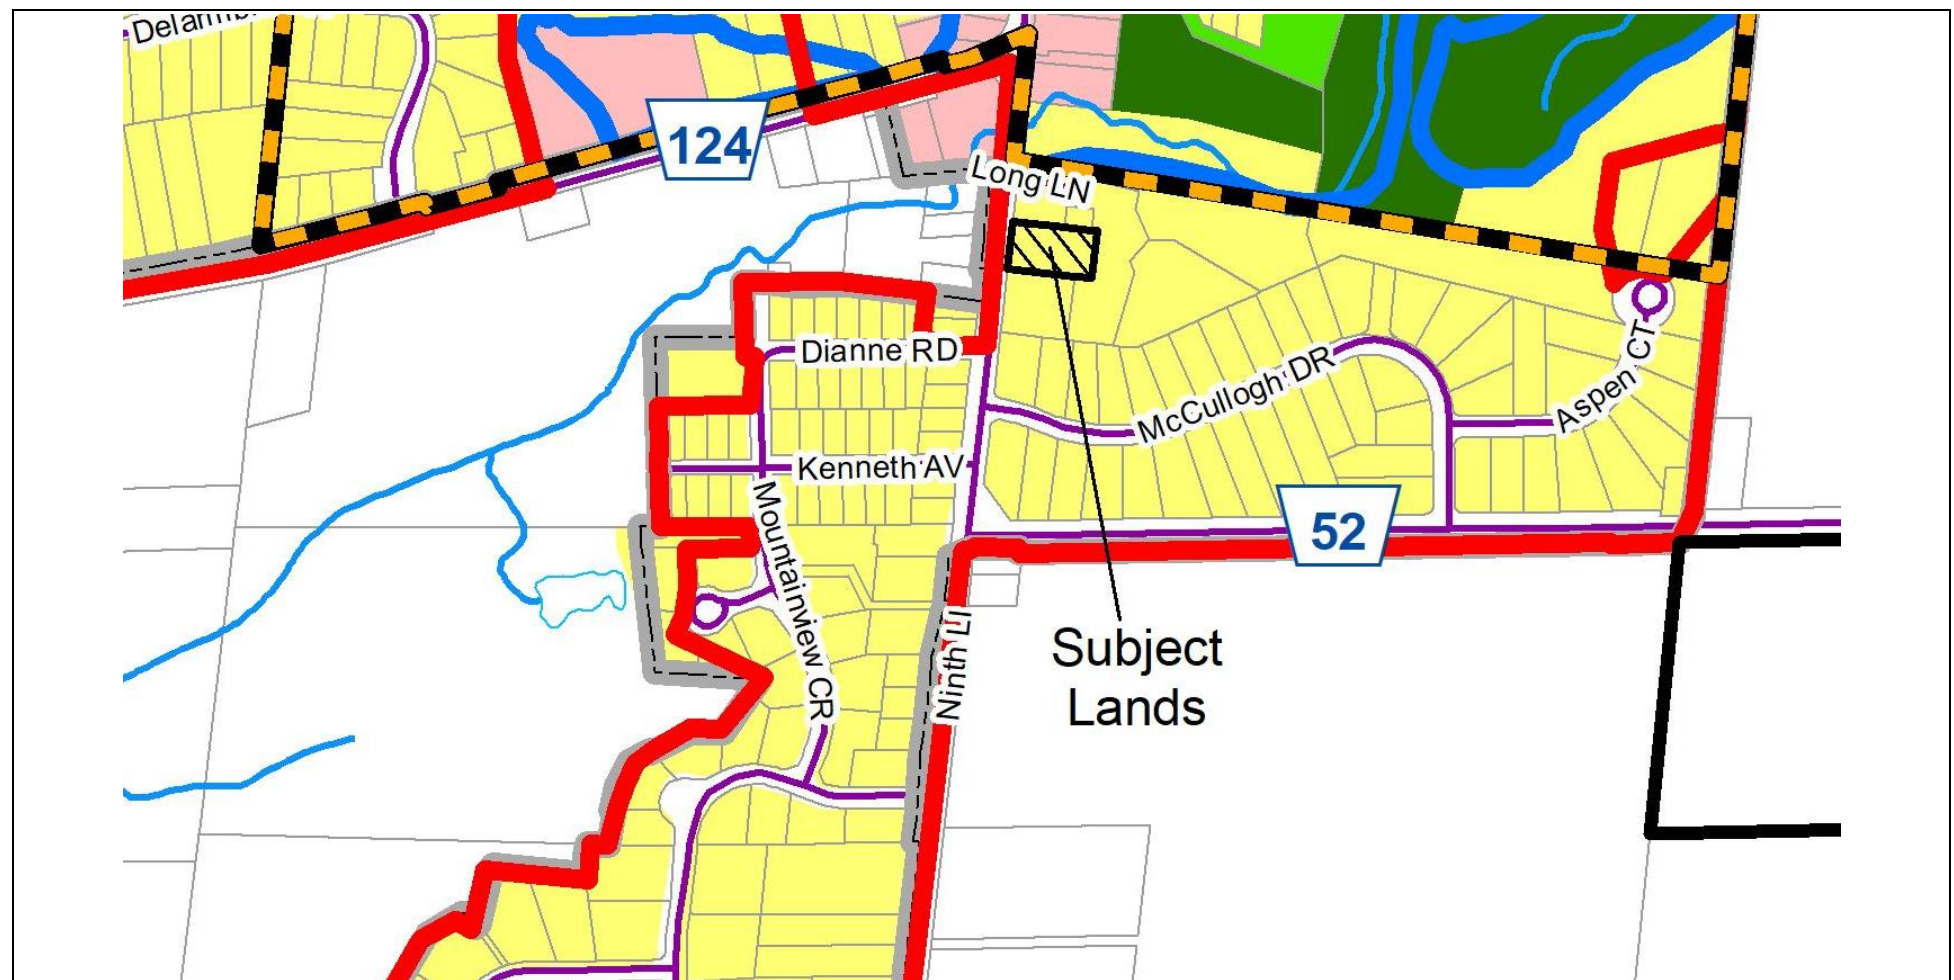 124
Long LN
Dianne RD
McCullogh DR
Aspen CT
Kenneth AV
Mountainview CR
52
Ninth LI
Subject
Lands